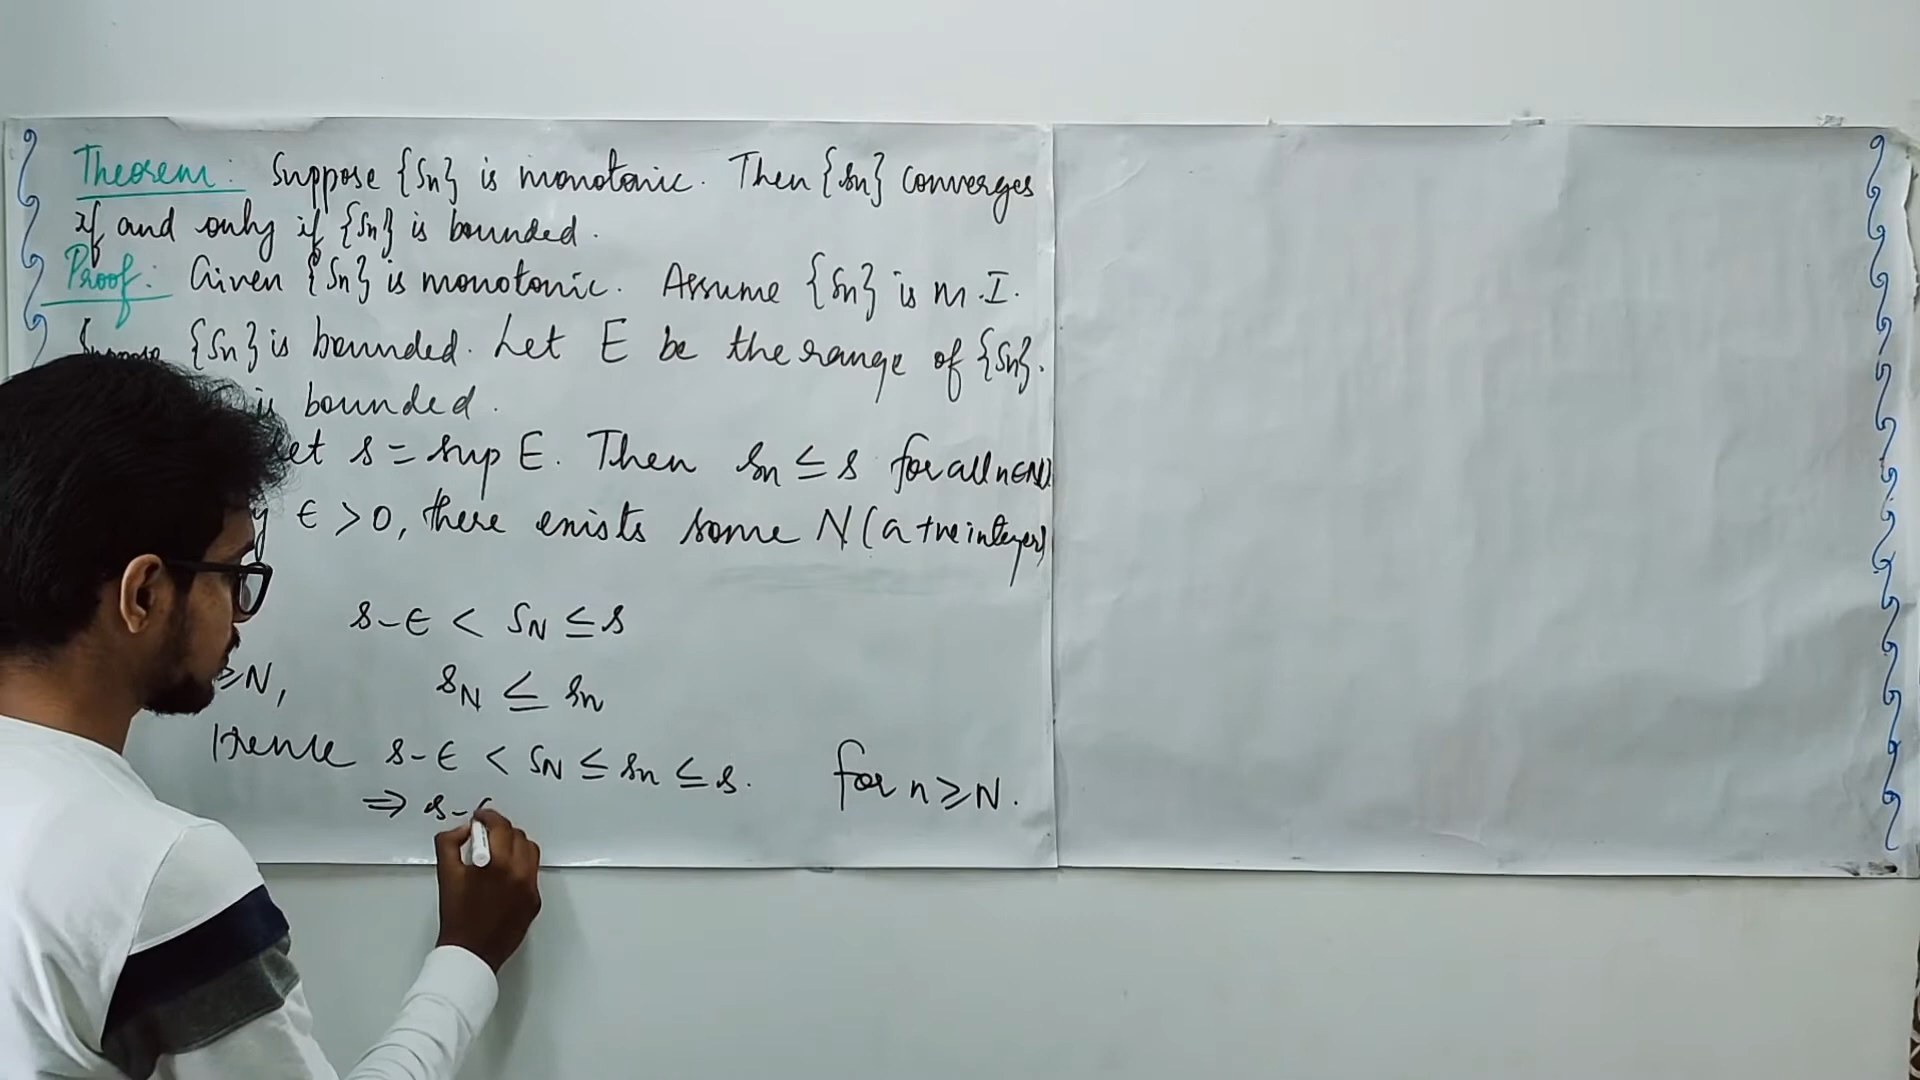 Theorem: Suppose {Sn} is monotonic. Then {Sn} converges
if and only if {Sn} is bounded.
Proof: Given {Sn} is monotonic. Assume {Sn} is M.I.
Suppose {Sn} is bounded. Let E be the range of {Sn}.
is bounded.
Let s = sup E. Then sn ≤ s for all n∈N.
ϵ > 0, there exists some N (a +ve integer)
s-ϵ < SN ≤ s
≥N, sN ≤ sn
Hence s-ϵ < SN ≤ sn ≤ s. for n ≥ N.
⇒ s-